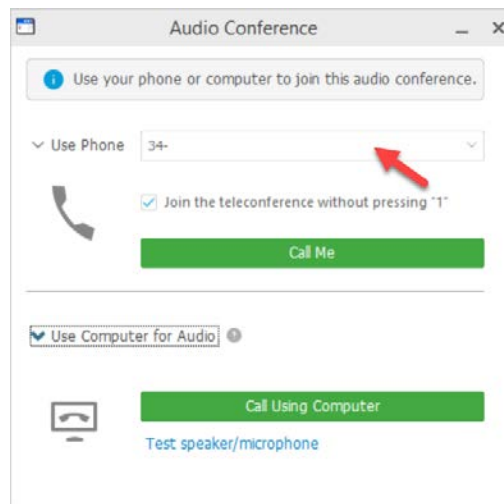 Audio Conference
Use your phone or computer to join this audio conference.
Use Phone
34-
Join the teleconference without pressing "1"
Call Me
Use Computer for Audio
Call Using Computer
Test speaker/microphone